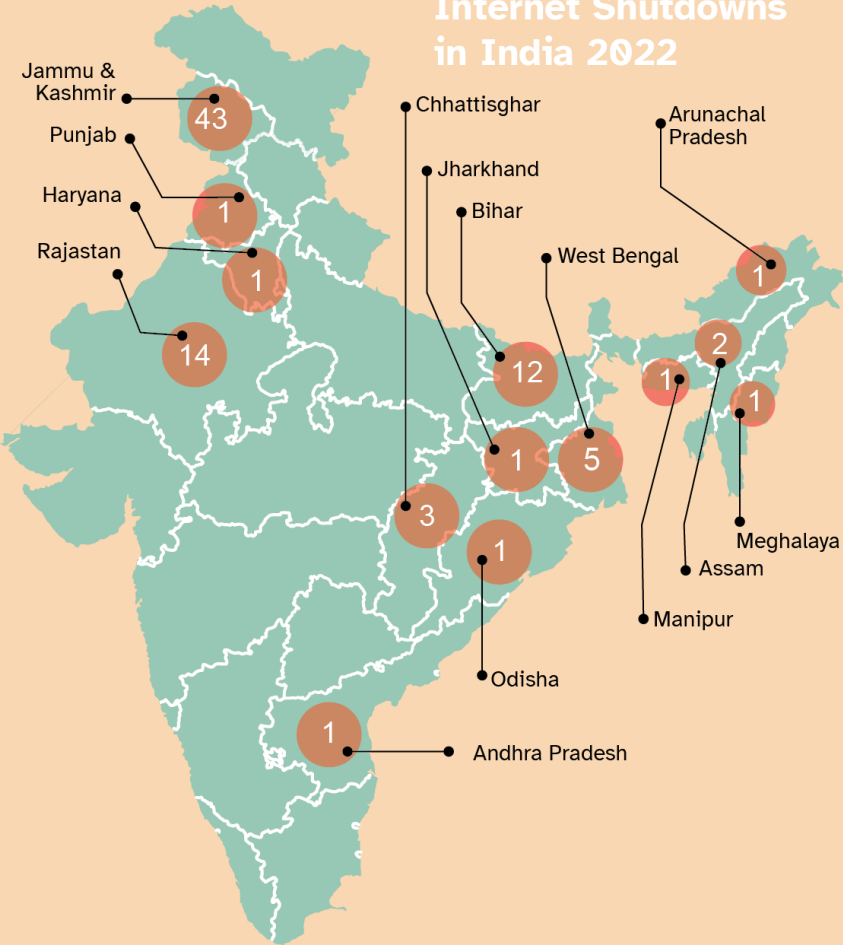 Internet Shutdowns
in India 2022
Jammu &
Kashmir
43
Punjab
1
Haryana
1
Rajastan
14
Chhattisghar
3
Jharkhand
1
Bihar
12
West Bengal
5
Arunachal
Pradesh
1
2
Assam
1
Manipur
1
Meghalaya
1
Odisha
1
Andhra Pradesh